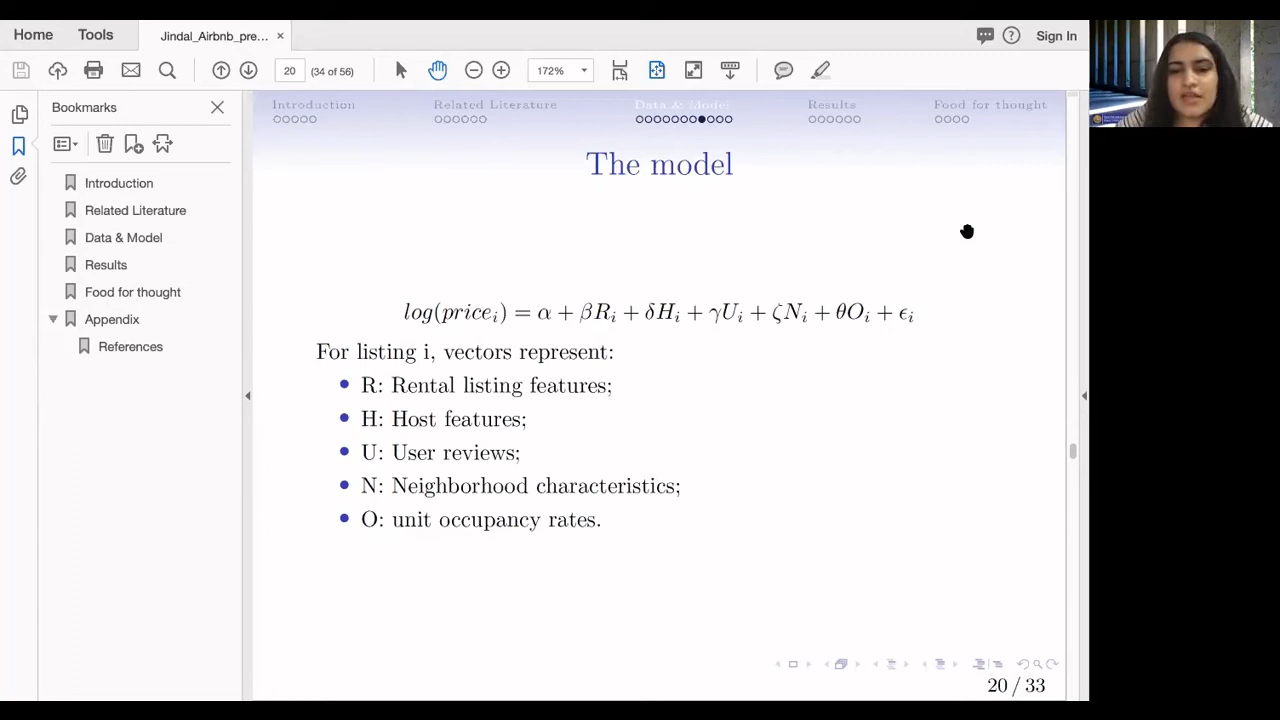 Home Tools Jindal_Airbnb_pre... ×
Sign In
20 (34 of 56) 172%
Bookmarks
Introduction
Related Literature
Data & Model
Results
Food for thought
Appendix
References
Introduction Related Literature Data & Model Results Food for thought
The model
log(price_i) = α + βR_i + δH_i + γU_i + ζN_i + θO_i + ϵ_i
For listing i, vectors represent:
• R: Rental listing features;
• H: Host features;
• U: User reviews;
• N: Neighborhood characteristics;
• O: unit occupancy rates.
20 / 33